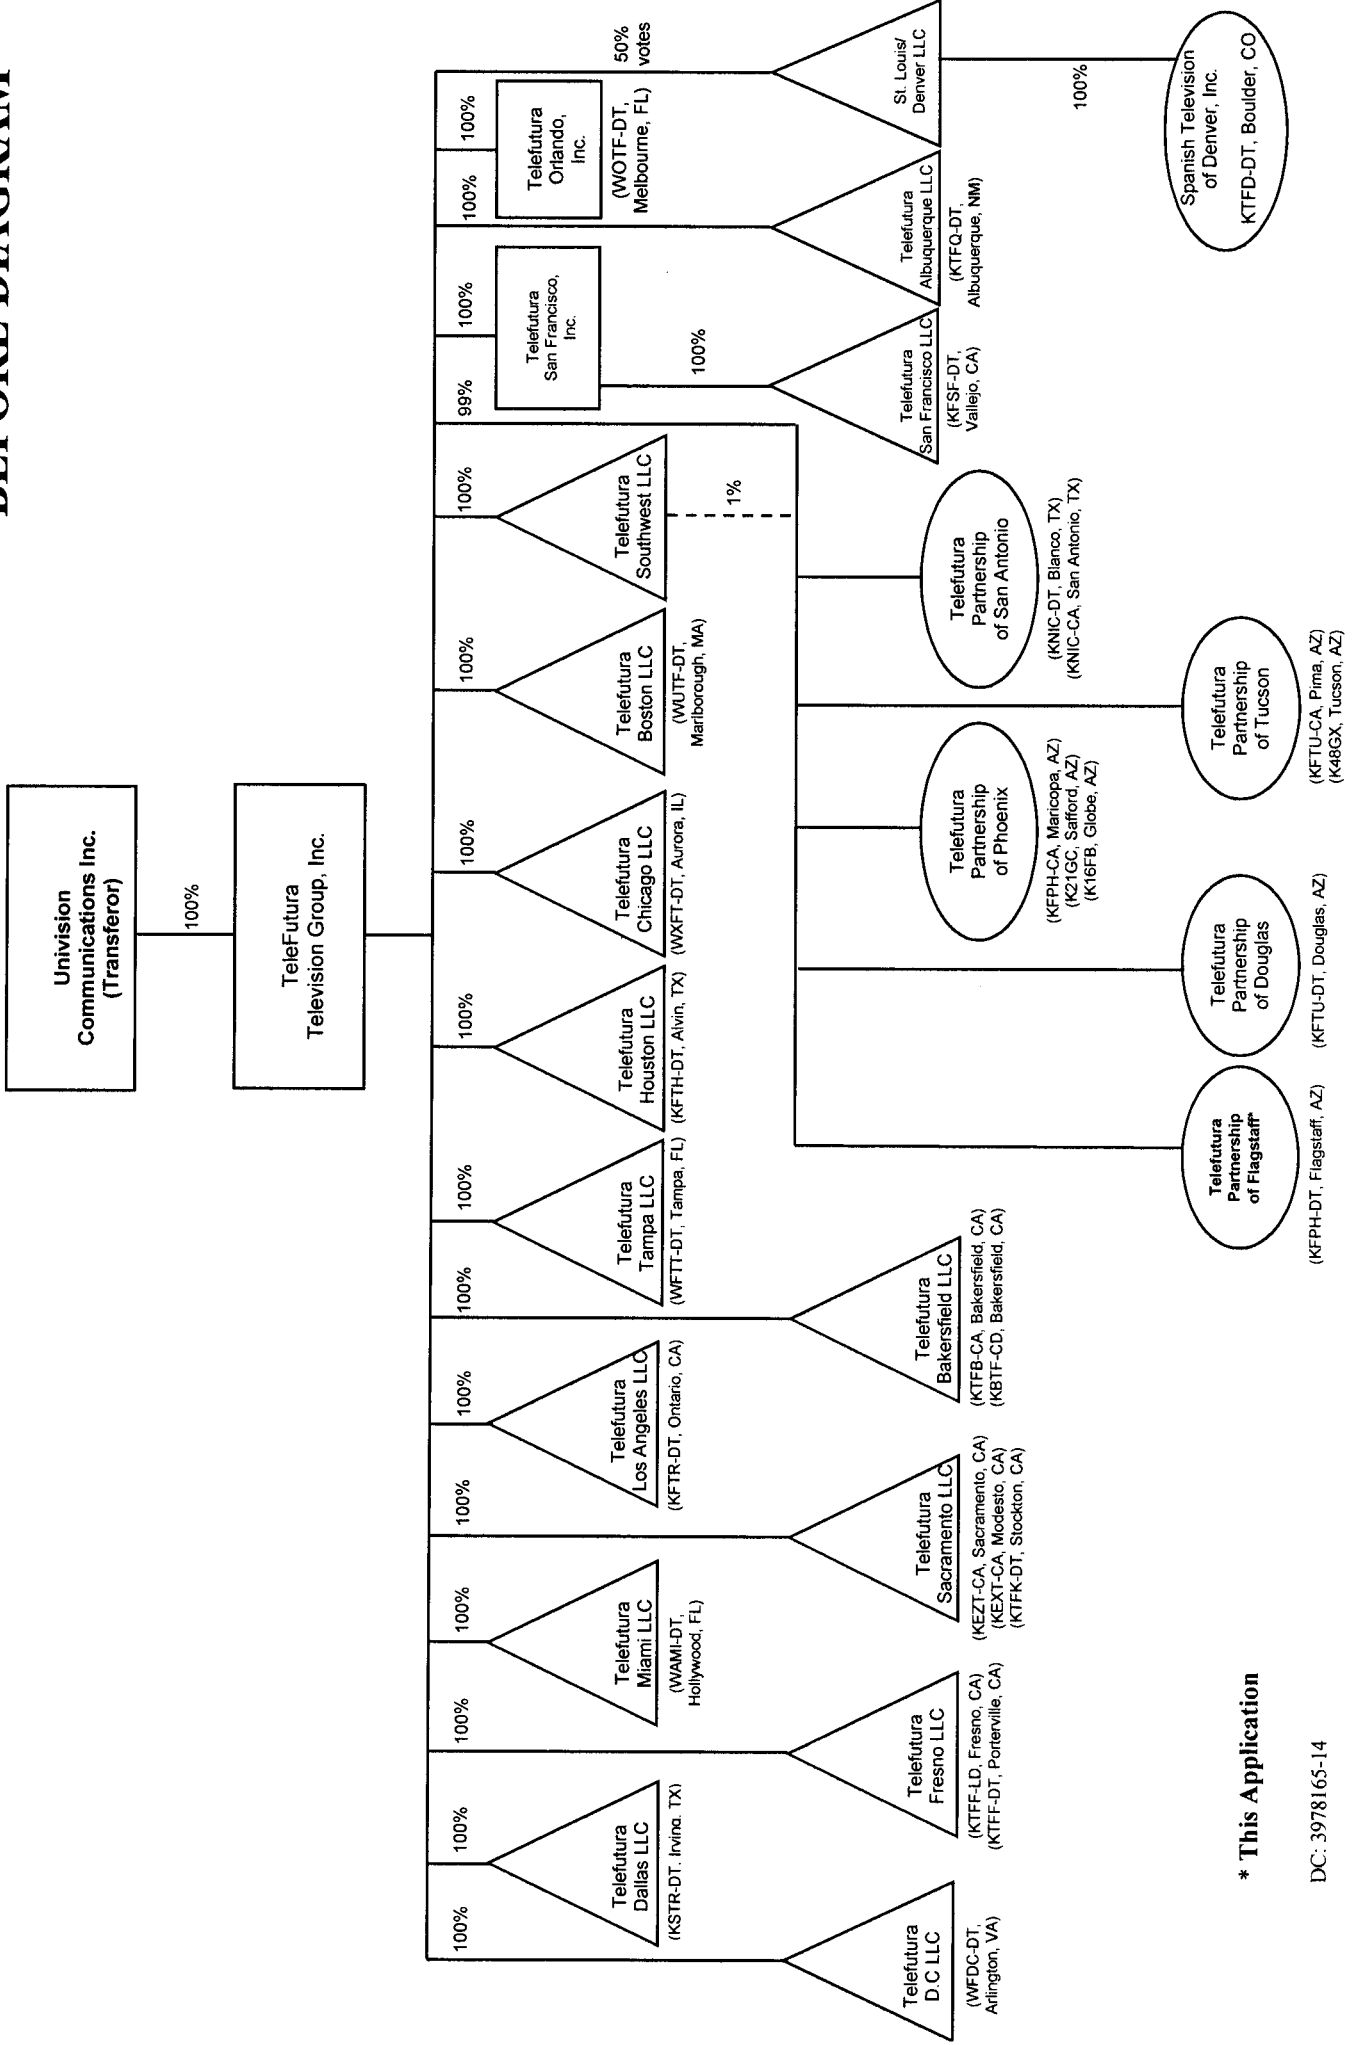 BEFORE DIAGRAM
Univision
Communications Inc.
(Transferor)
100%
TeleFutura
Television Group, Inc.
100%
Telefutura
D.C LLC
(WFDC-DT,
Arlington, VA)
100%
Telefutura
Dallas LLC
(KSTR-DT. Irving. TX)
100%
Telefutura
Fresno LLC
(KTFF-LD, Fresno, CA)
(KTFF-DT, Porterville, CA)
100%
Telefutura
Miami LLC
(WAMI-DT,
Hollywood, FL)
100%
Telefutura
Sacramento LLC
(KEZT-CA, Sacramento, CA)
(KEXT-CA, Modesto, CA)
(KTFK-DT, Stockton, CA)
100%
Telefutura
Los Angeles LLC
(KFTR-DT, Ontario, CA)
100%
Telefutura
Bakersfield LLC
(KTFB-CA, Bakersfield, CA)
(KBTF-CD, Bakersfield, CA)
100%
Telefutura
Tampa LLC
(WFTT-DT, Tampa, FL)
100%
Telefutura
Houston LLC
(KFTH-DT, Alvin, TX)
100%
Telefutura
Chicago LLC
(WXFT-DT, Aurora, IL)
100%
Telefutura
Boston LLC
(WUTF-DT,
Marlborough, MA)
100%
Telefutura
Southwest LLC
1%
99%
100%
Telefutura
San Francisco,
Inc.
100%
Telefutura
San Francisco LLC
(KFSF-DT,
Vallejo, CA)
100%
Telefutura
Albuquerque LLC
(KTFQ-DT,
Albuquerque, NM)
100%
Telefutura
Orlando,
Inc.
(WOTF-DT,
Melbourne, FL)
50%
votes
St. Louis/
Denver LLC
100%
Spanish Television
of Denver, Inc.
KTFD-DT, Boulder, CO
Telefutura
Partnership
of Flagstaff*
(KFPH-DT, Flagstaff, AZ)
Telefutura
Partnership
of Douglas
(KFTU-DT, Douglas, AZ)
Telefutura
Partnership
of Phoenix
(KFPH-CA, Maricopa, AZ)
(K21GC, Safford, AZ)
(K16FB, Globe, AZ)
Telefutura
Partnership
of Tucson
(KFTU-CA, Pima, AZ)
(K48GX, Tucson, AZ)
Telefutura
Partnership
of San Antonio
(KNIC-DT, Blanco, TX)
(KNIC-CA, San Antonio, TX)
* This Application
DC: 3978165-14